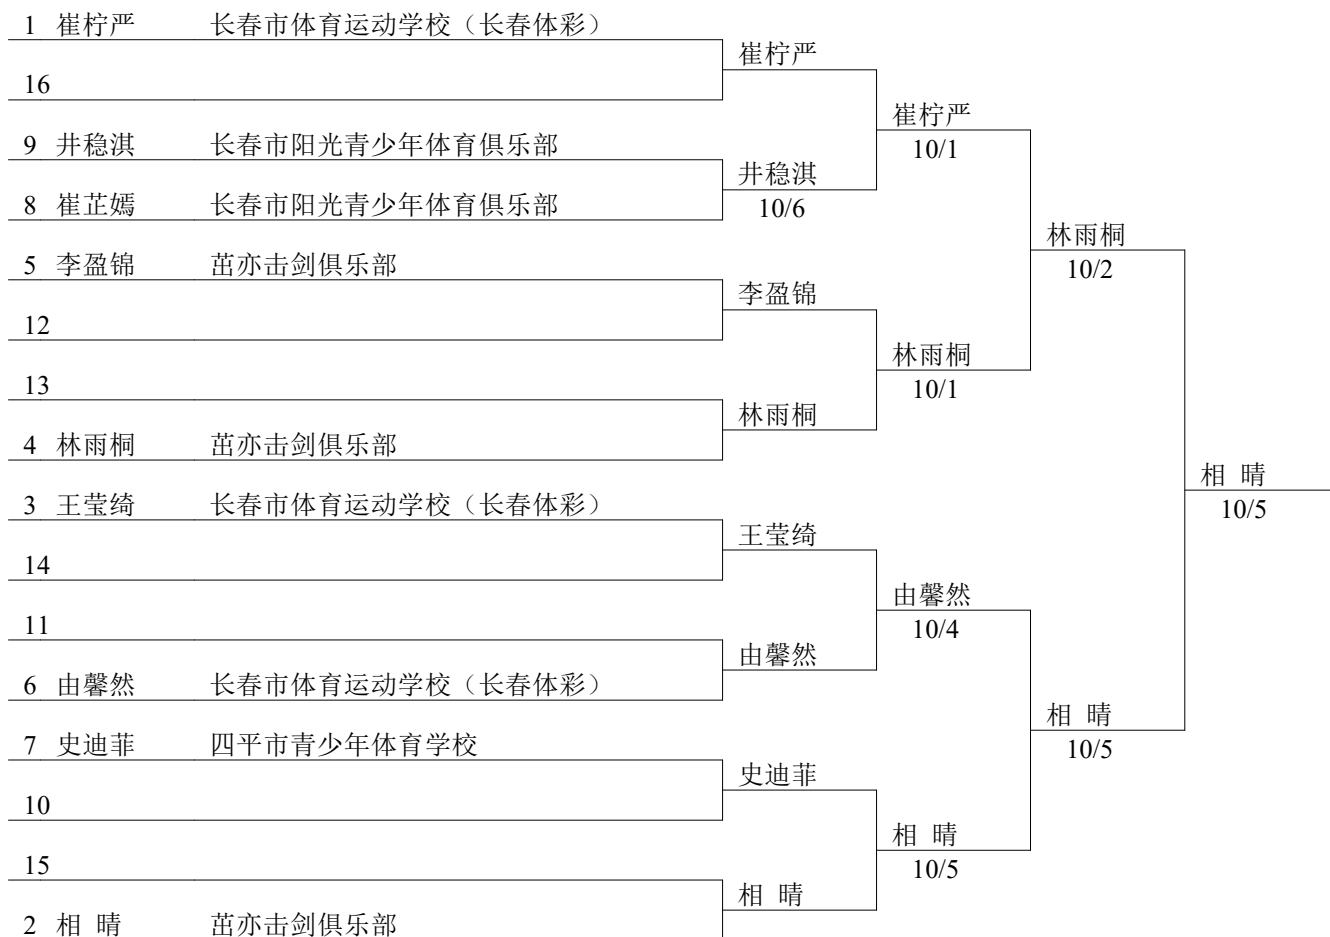 1 崔柠严 长春市体育运动学校（长春体彩）
崔柠严
16
崔柠严
10/1
9 井稳淇 长春市阳光青少年体育俱乐部
井稳淇
10/6
8 崔芷嫣 长春市阳光青少年体育俱乐部
林雨桐
10/2
5 李盈锦 茁亦击剑俱乐部
李盈锦
12
林雨桐
10/1
13
林雨桐
4 林雨桐 茁亦击剑俱乐部
相 晴
10/5
3 王莹绮 长春市体育运动学校（长春体彩）
王莹绮
14
由馨然
10/4
11
由馨然
6 由馨然 长春市体育运动学校（长春体彩）
相 晴
10/5
7 史迪菲 四平市青少年体育学校
史迪菲
10
相 晴
10/5
15
相 晴
2 相 晴 茁亦击剑俱乐部